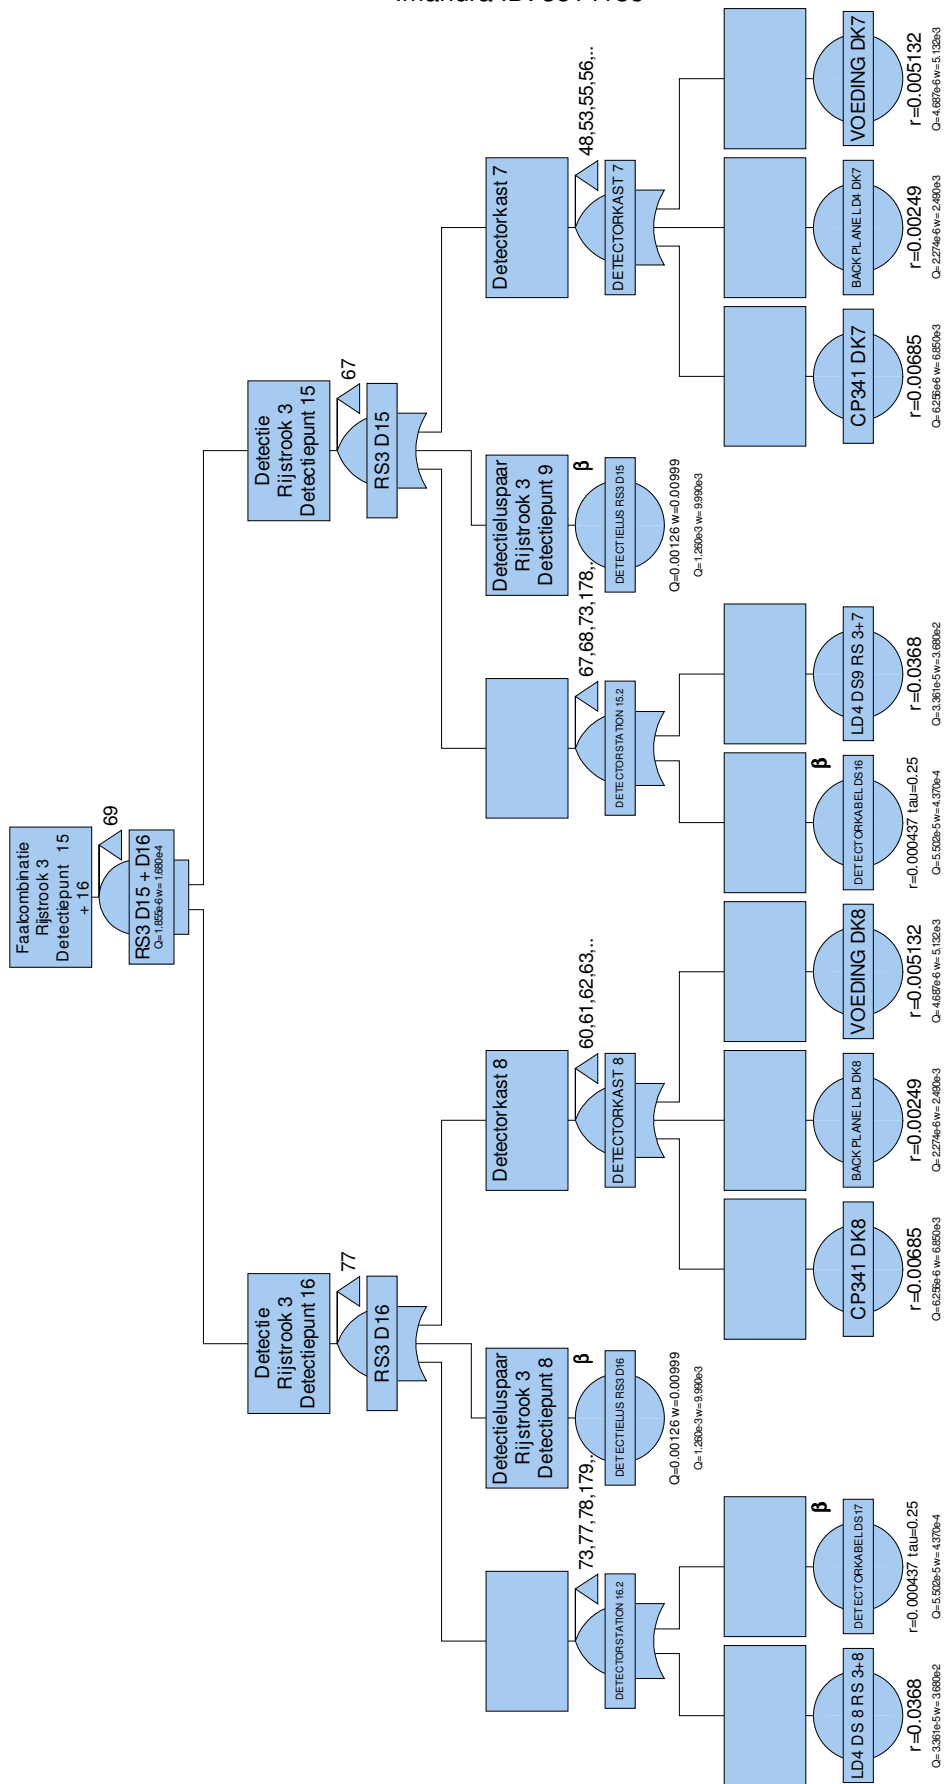 Faalcombinatie
Rijstrook 3
Detectiepunt 15
+ 16
69
RS3 D15 + D16
Q=1.855e-6 w=1.680e-4
Detectie
Rijstrook 3
Detectiepunt 16
77
RS3 D16
Detectie
Rijstrook 3
Detectiepunt 15
67
RS3 D15
73,77,78,179,..
DETECTORSTATION 16.2
Detectieluspaar
Rijstrook 3
Detectiepunt 8
β
DETECTIELUS RS3 D16
Q=0.00126 w=0.00999
Q=1.260e-3 w=9.990e-3
Detectorkast 8
60,61,62,63,..
DETECTORKAST 8
67,68,73,178,..
DETECTORSTATION 15.2
Detectieluspaar
Rijstrook 3
Detectiepunt 9
β
DETECTIELUS RS3 D15
Q=0.00126 w=0.00999
Q=1.260e-3 w=9.990e-3
Detectorkast 7
48,53,55,56,..
DETECTORKAST 7
LD4 DS 8 RS 3+8
r=0.0368
Q=3.361e-5 w=3.680e-2
β
DETECTORKABEL DS17
r=0.000437 tau=0.25
Q=5.502e-5 w=4.370e-4
CP341 DK8
r=0.00685
Q=6.256e-6 w=6.850e-3
BACKPLANE LD4 DK8
r=0.00249
Q=2.274e-6 w=2.490e-3
VOEDING DK8
r=0.005132
Q=4.687e-6 w=5.132e-3
β
DETECTORKABEL DS16
r=0.000437 tau=0.25
Q=5.502e-5 w=4.370e-4
LD4 DS9 RS 3+7
r=0.0368
Q=3.361e-5 w=3.680e-2
CP341 DK7
r=0.00685
Q=6.256e-6 w=6.850e-3
BACKPLANE LD4 DK7
r=0.00249
Q=2.274e-6 w=2.490e-3
VOEDING DK7
r=0.005132
Q=4.687e-6 w=5.132e-3